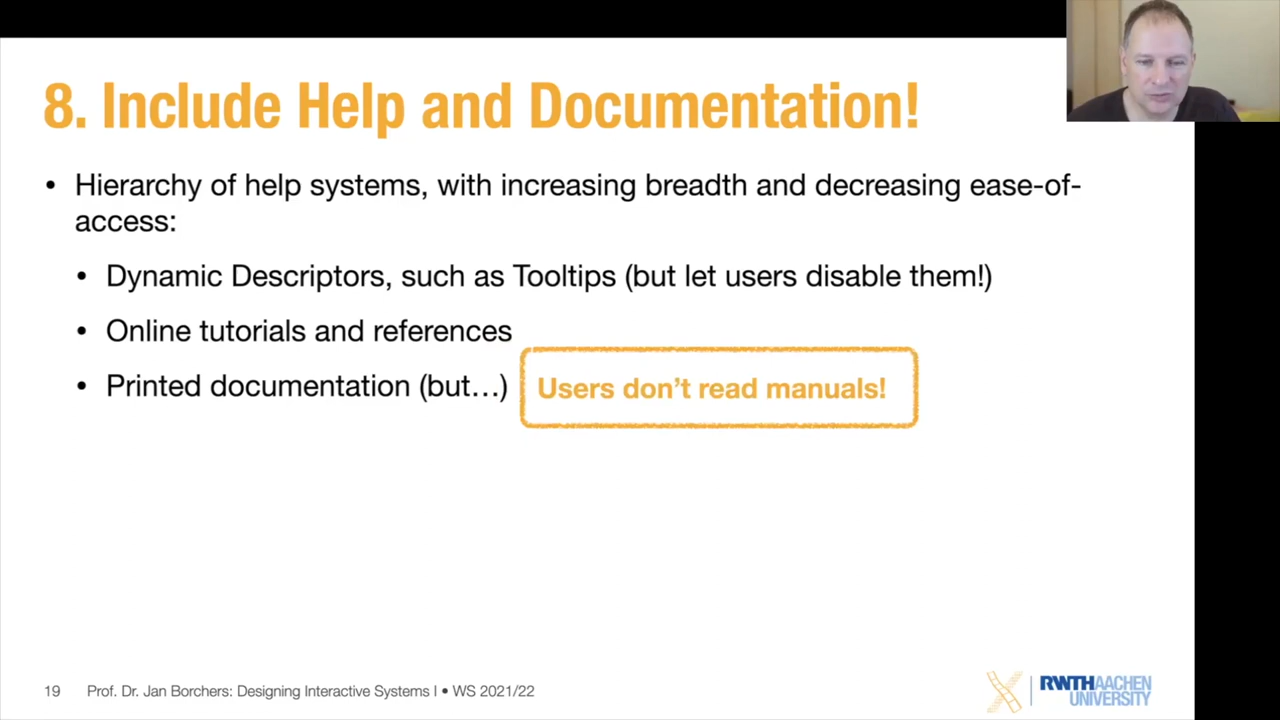 8. Include Help and Documentation!
• Hierarchy of help systems, with increasing breadth and decreasing ease-of-
access:
• Dynamic Descriptors, such as Tooltips (but let users disable them!)
• Online tutorials and references
• Printed documentation (but…)
Users don’t read manuals!
19 Prof. Dr. Jan Borchers: Designing Interactive Systems I • WS 2021/22
RWTHAACHEN
UNIVERSITY